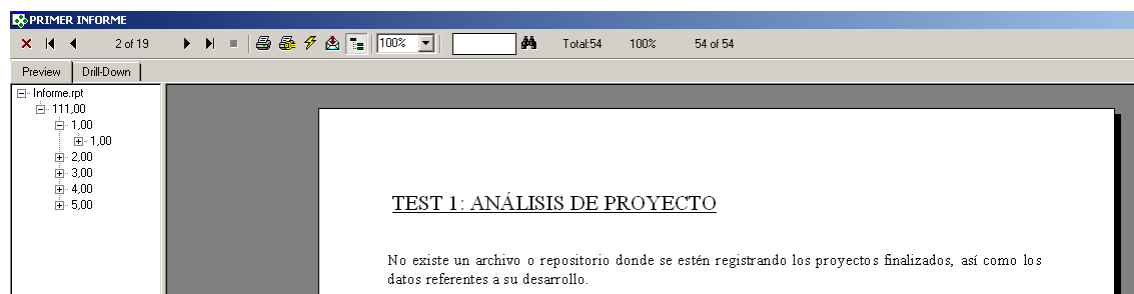 PRIMER INFORME
2 of 19 100% Total:54 100% 54 of 54
Preview Drill-Down
Informe.rpt
111,00
1,00
1,00
2,00
3,00
4,00
5,00
TEST 1: ANÁLISIS DE PROYECTO
No existe un archivo o repositorio donde se estén registrando los proyectos finalizados, así como los
datos referentes a su desarrollo.